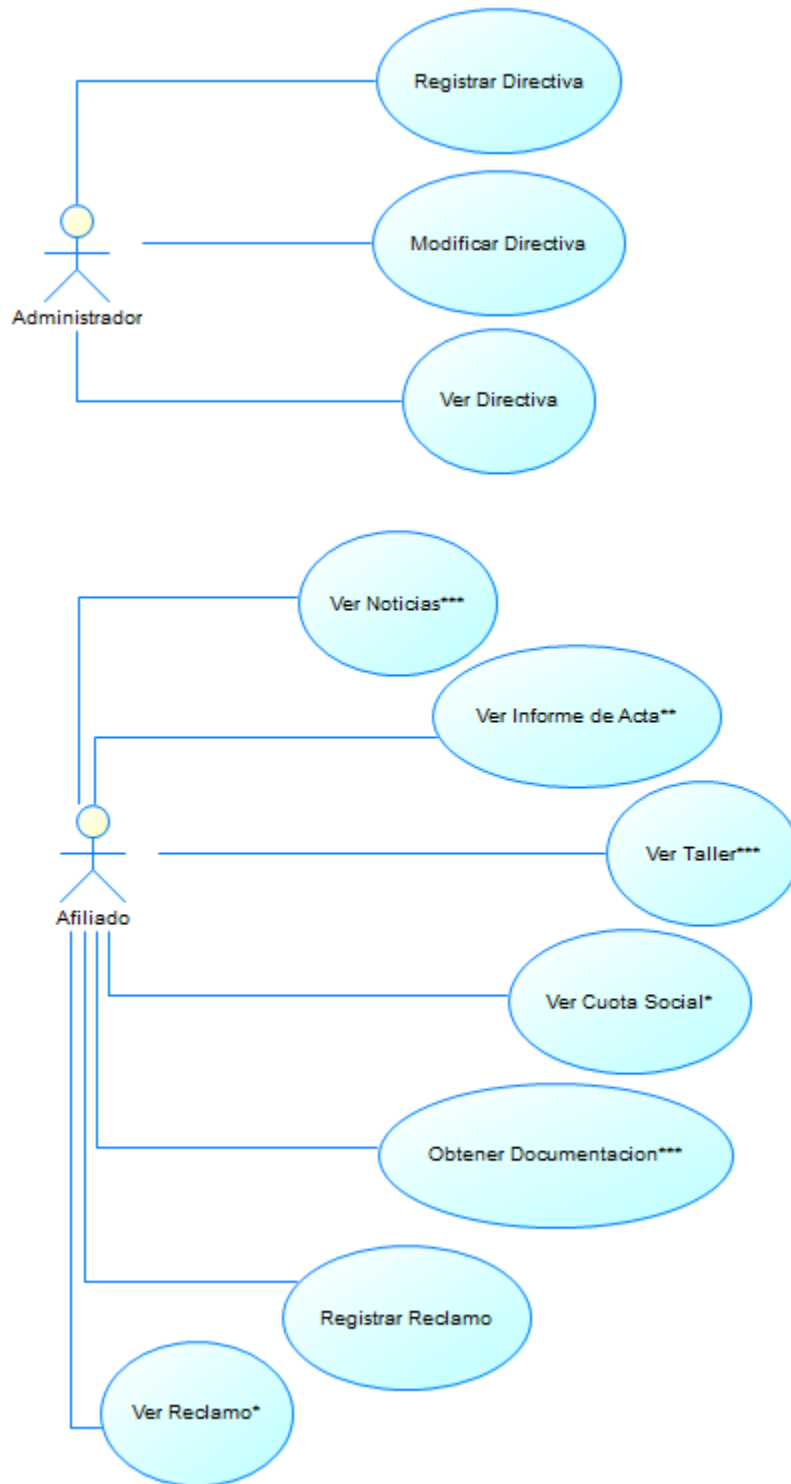 Registrar Directiva
Modificar Directiva
Administrador
Ver Directiva
Ver Noticias***
Ver Informe de Acta**
Ver Taller***
Afiliado
Ver Cuota Social*
Obtener Documentacion***
Registrar Reclamo
Ver Reclamo*